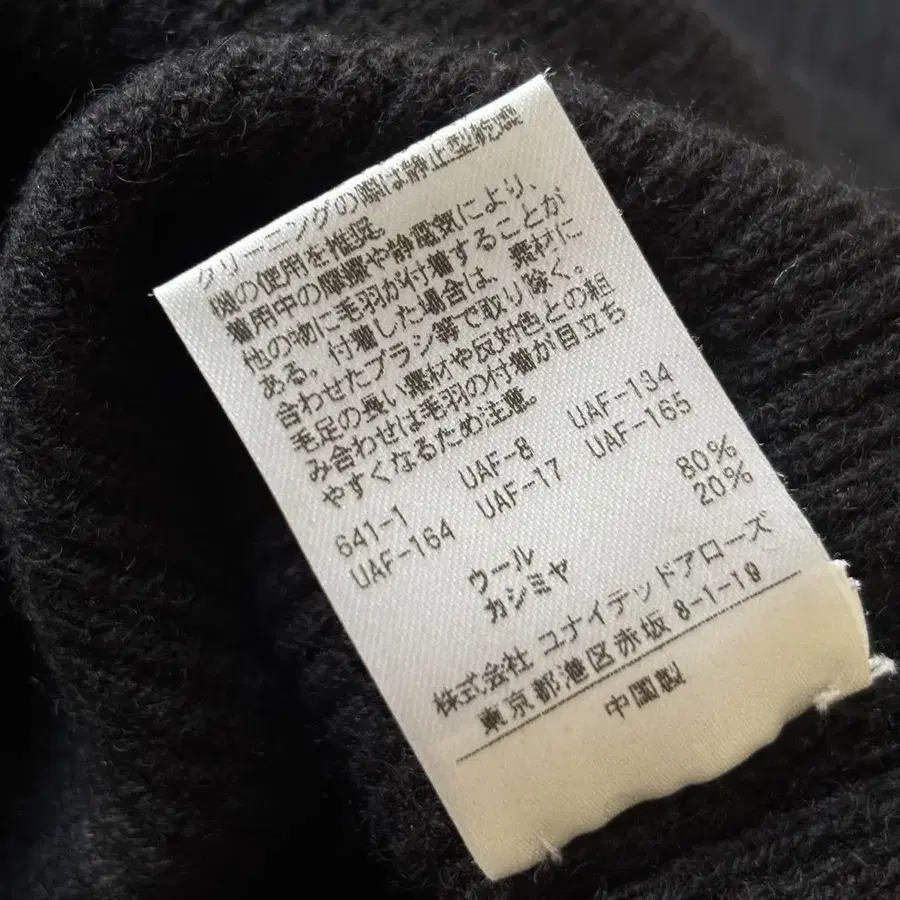 クリーニングの際は静止型乾燥
機の使用を推奨。
着用中の摩擦や静電気により、
他の物に毛羽が付着することが
ある。付着した場合は、素材に
合わせたブラシ等で取り除く。
毛足の長い素材や反対色との組
み合わせは毛羽の付着が目立ち
やすくなるため注意。
641-1 UAF-8 UAF-134
UAF-164 UAF-17 UAF-165
ウール 80%
カシミヤ 20%
株式会社 ユナイテッドアローズ
東京都港区赤坂 8-1-19
中国製